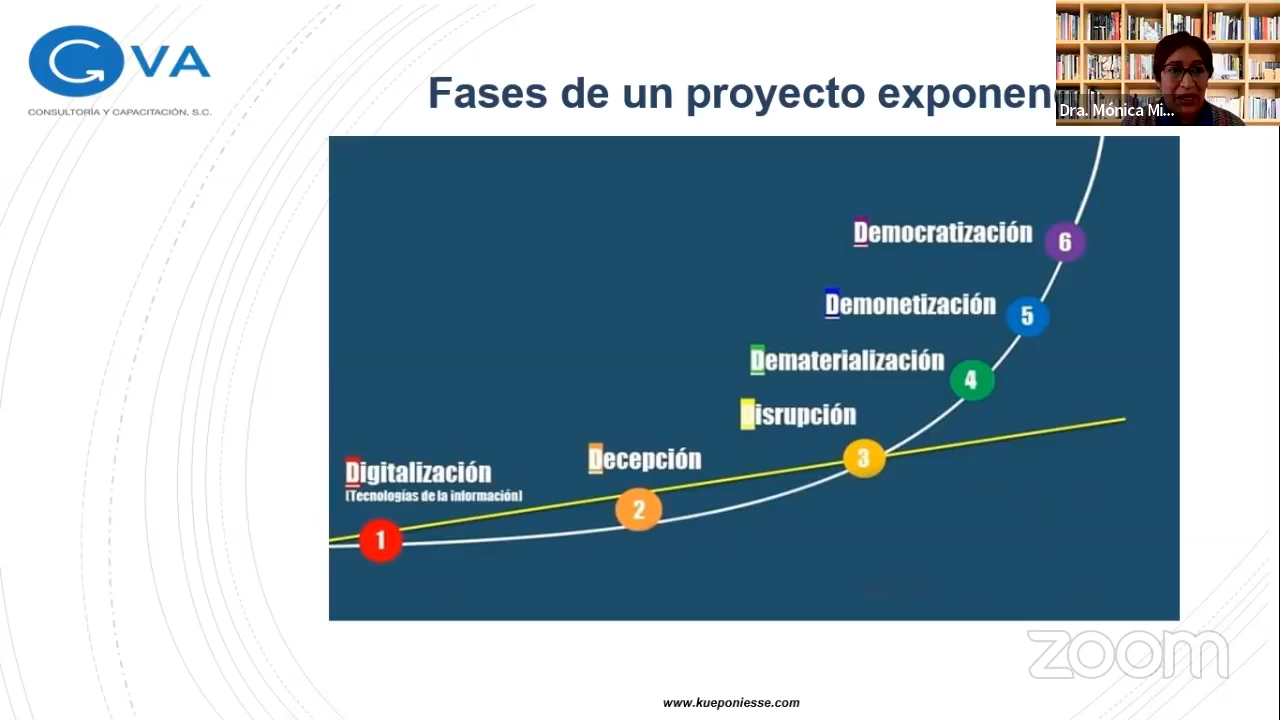 GVA
CONSULTORÍA Y CAPACITACIÓN, S.C.
Fases de un proyecto exponen
Dra. Mónica Mi...
Democratización
6
Demonetización
5
Dematerialización
4
Disrupción
3
Decepción
2
Digitalización
(Tecnologías de la información)
1
zoom
www.kueponiesse.com